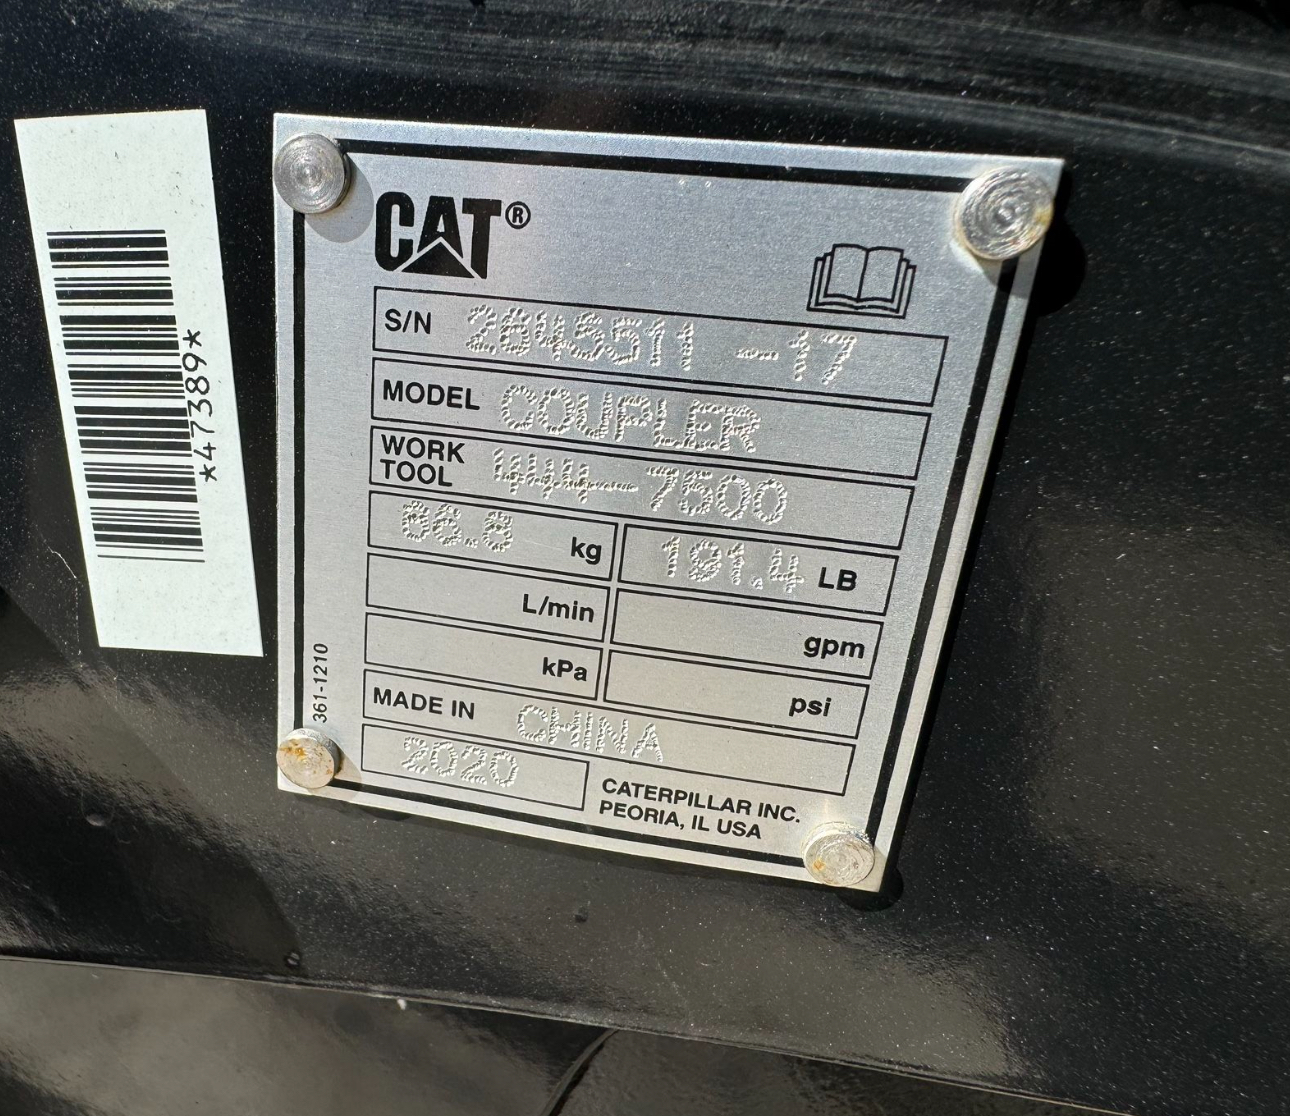 *47389*
CAT®
S/N -17
MODEL COUPLER
WORK TOOL 444-7500
86.8 kg 191.4 LB
L/min gpm
kPa psi
MADE IN CHINA
2020
CATERPILLAR INC.
PEORIA, IL USA
361-1210